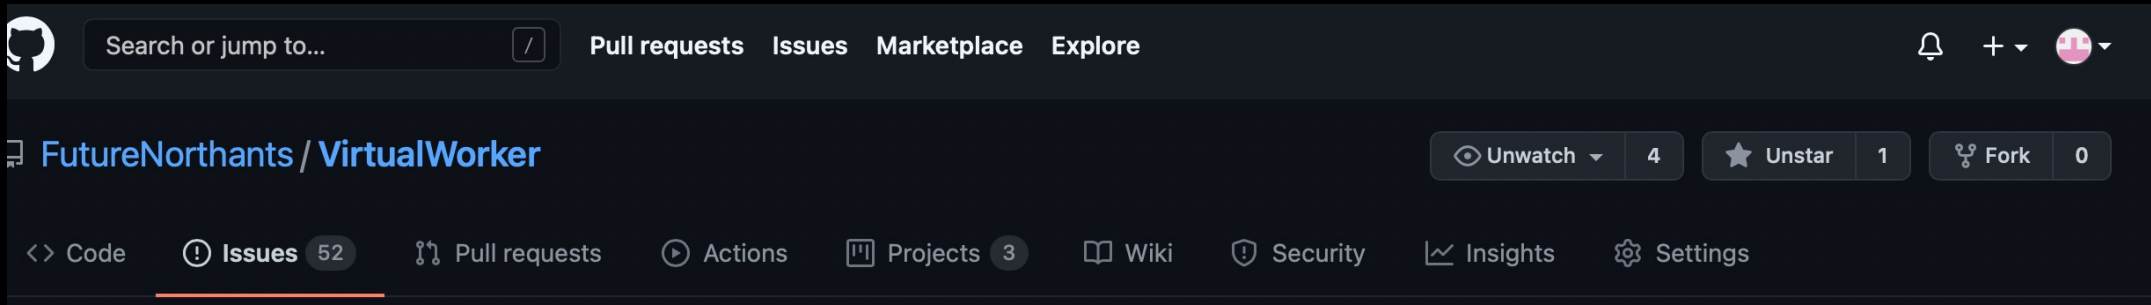 Search or jump to... / Pull requests Issues Marketplace Explore
FutureNorthants / VirtualWorker Unwatch 4 Unstar 1 Fork 0
Code Issues 52 Pull requests Actions Projects 3 Wiki Security Insights Settings